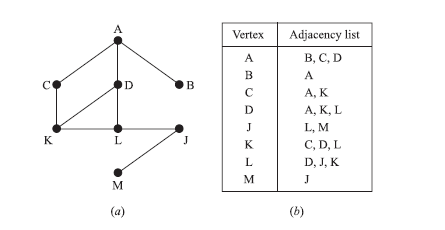 A
C
D
B
K
L
J
M
(a)
Vertex Adjacency list
A B, C, D
B A
C A, K
D A, K, L
J L, M
K C, D, L
L D, J, K
M J
(b)